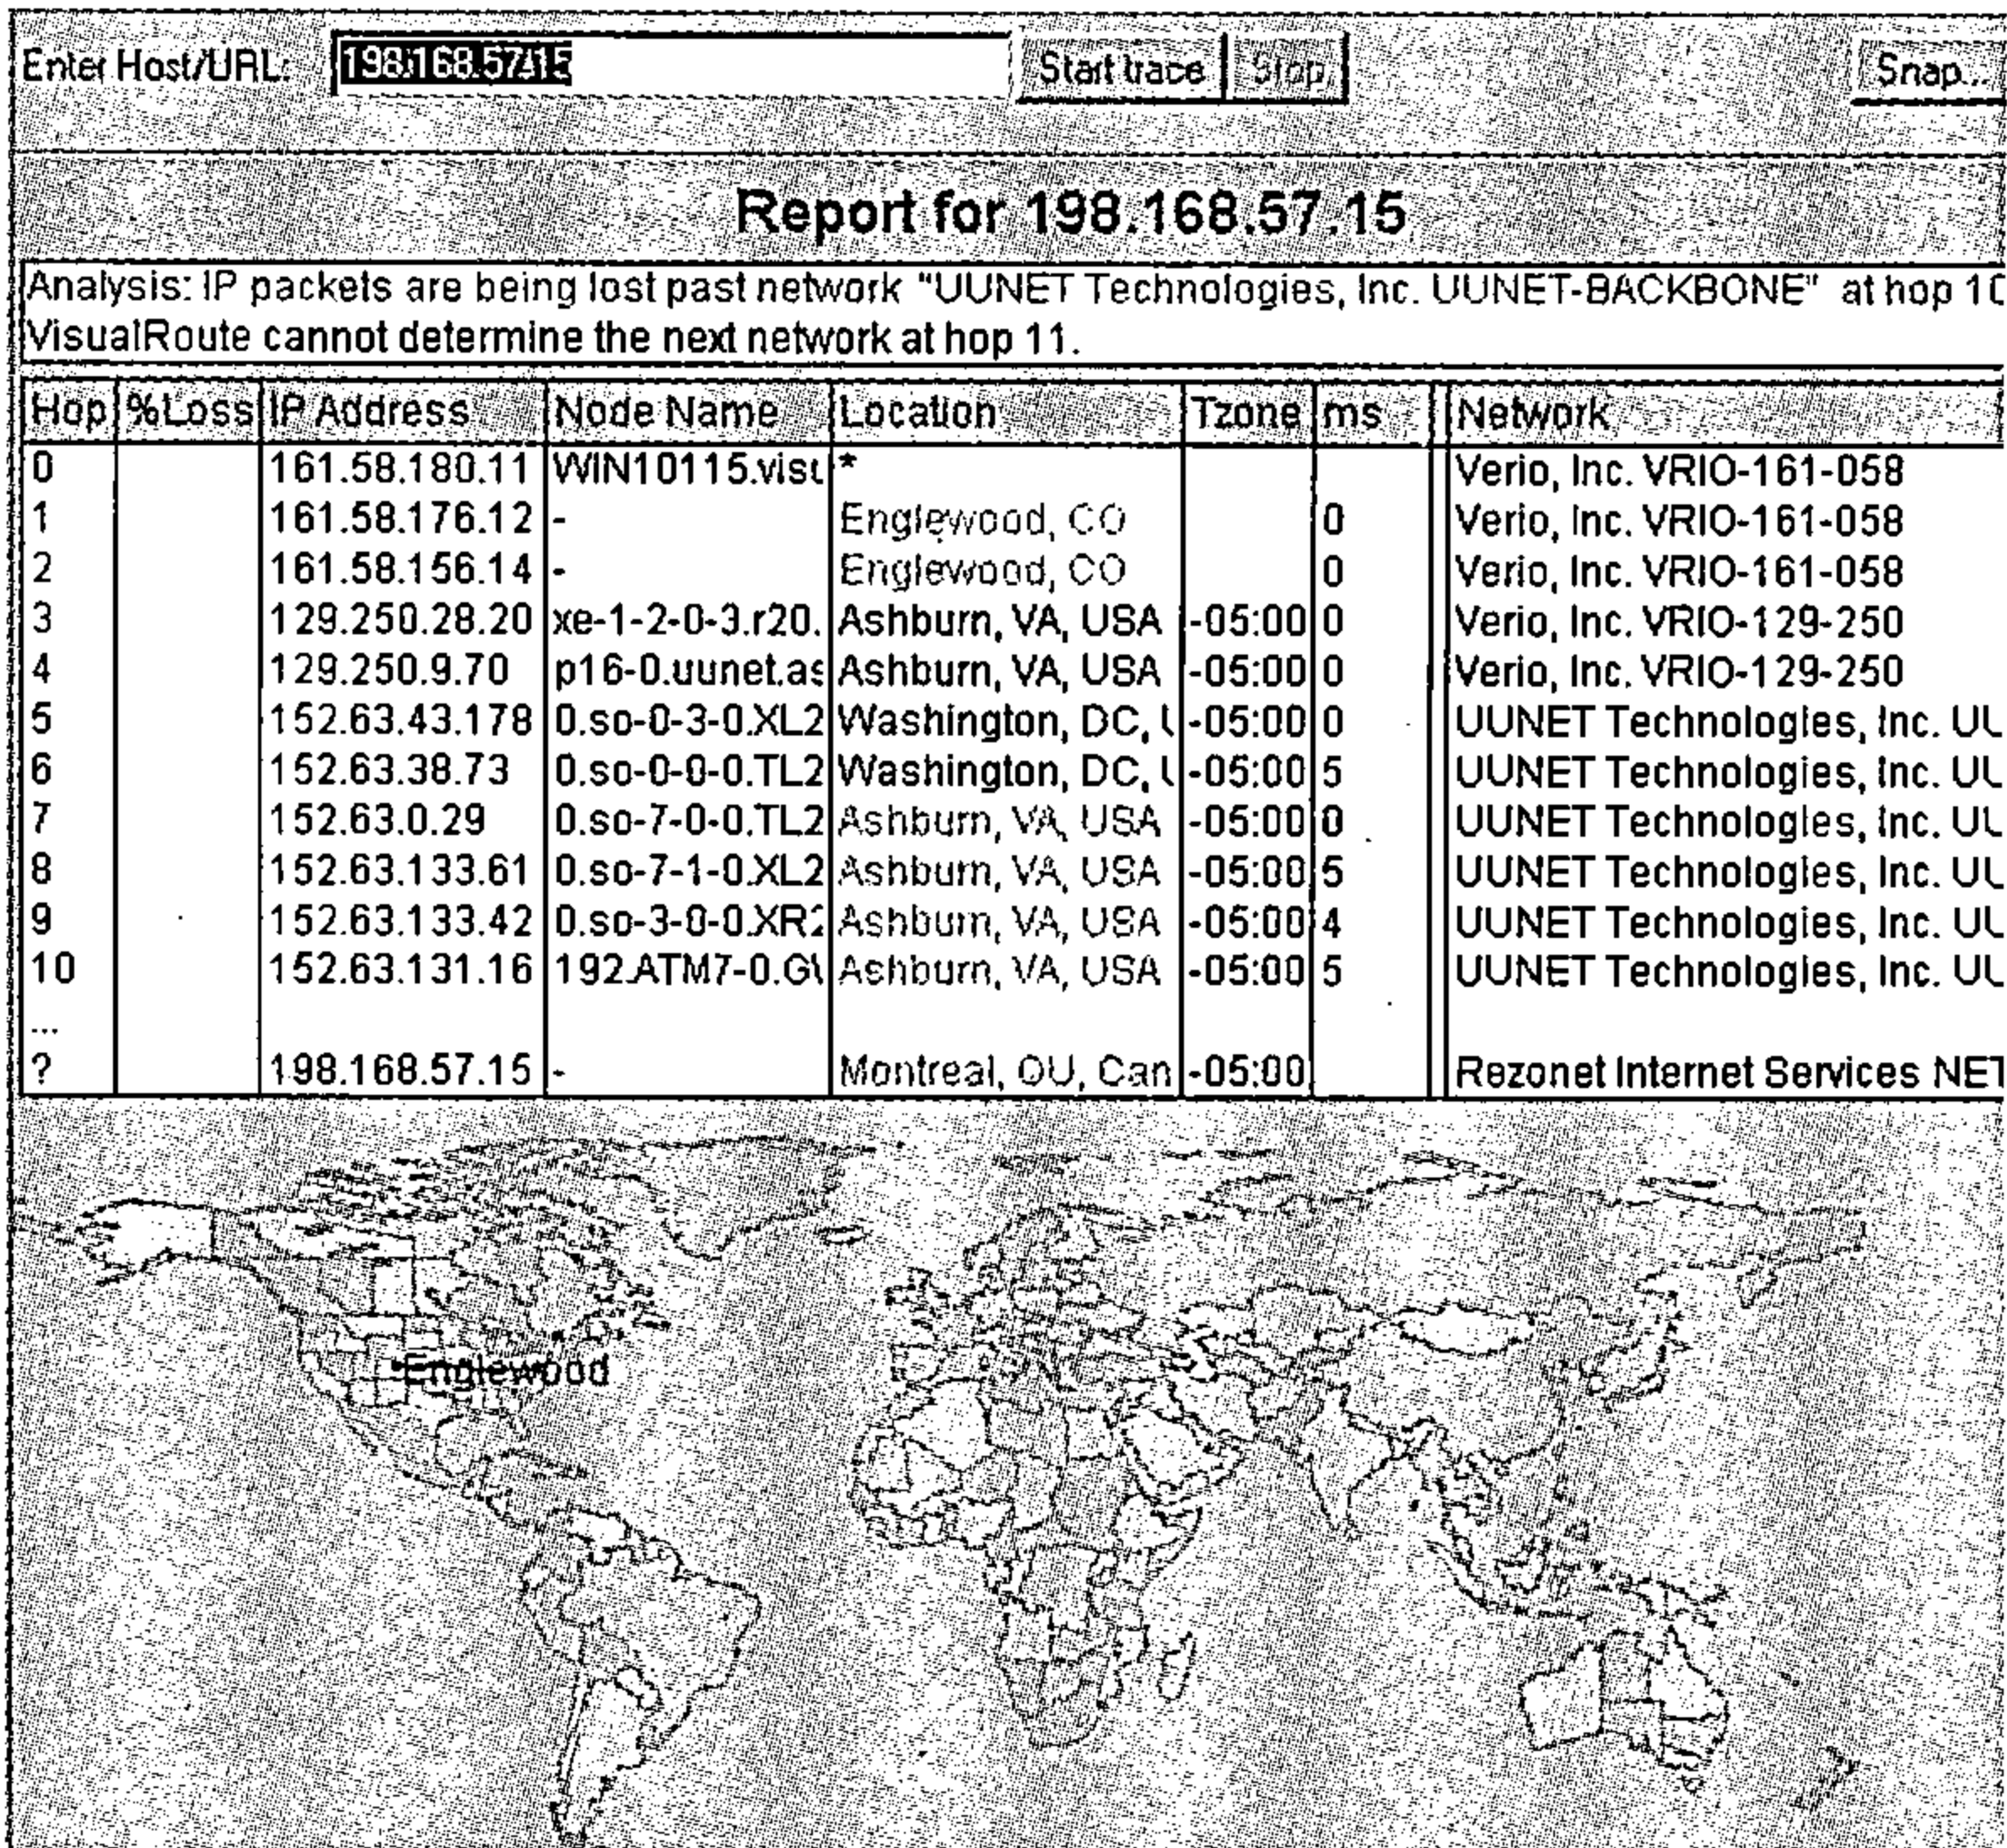 Enter Host/URL: 198.168.57.15 Start trace Stop Snap...
Report for 198.168.57.15
Analysis: IP packets are being lost past network "UUNET Technologies, Inc. UUNET-BACKBONE" at hop 10
VisualRoute cannot determine the next network at hop 11.
Hop %Loss IP Address Node Name Location Tzone ms Network
0 161.58.180.11 WIN10115.visu * Verio, Inc. VRIO-161-058
1 161.58.176.12 - Englewood, CO 0 Verio, Inc. VRIO-161-058
2 161.58.156.14 - Englewood, CO 0 Verio, Inc. VRIO-161-058
3 129.250.28.20 xe-1-2-0-3.r20. Ashburn, VA, USA -05:00 0 Verio, Inc. VRIO-129-250
4 129.250.9.70 p16-0.uunet.as Ashburn, VA, USA -05:00 0 Verio, Inc. VRIO-129-250
5 152.63.43.178 0.so-0-3-0.XL2 Washington, DC, U -05:00 0 UUNET Technologies, Inc. UU
6 152.63.38.73 0.so-0-0-0.TL2 Washington, DC, U -05:00 5 UUNET Technologies, Inc. UU
7 152.63.0.29 0.so-7-0-0.TL2 Ashburn, VA, USA -05:00 0 UUNET Technologies, Inc. UU
8 152.63.133.61 0.so-7-1-0.XL2 Ashburn, VA, USA -05:00 5 UUNET Technologies, Inc. UU
9 152.63.133.42 0.so-3-0-0.XR2 Ashburn, VA, USA -05:00 4 UUNET Technologies, Inc. UU
10 152.63.131.16 192.ATM7-0.GW Ashburn, VA, USA -05:00 5 UUNET Technologies, Inc. UU
...
? 198.168.57.15 - Montreal, QU, Can -05:00 Rezonet Internet Services NET
Englewood